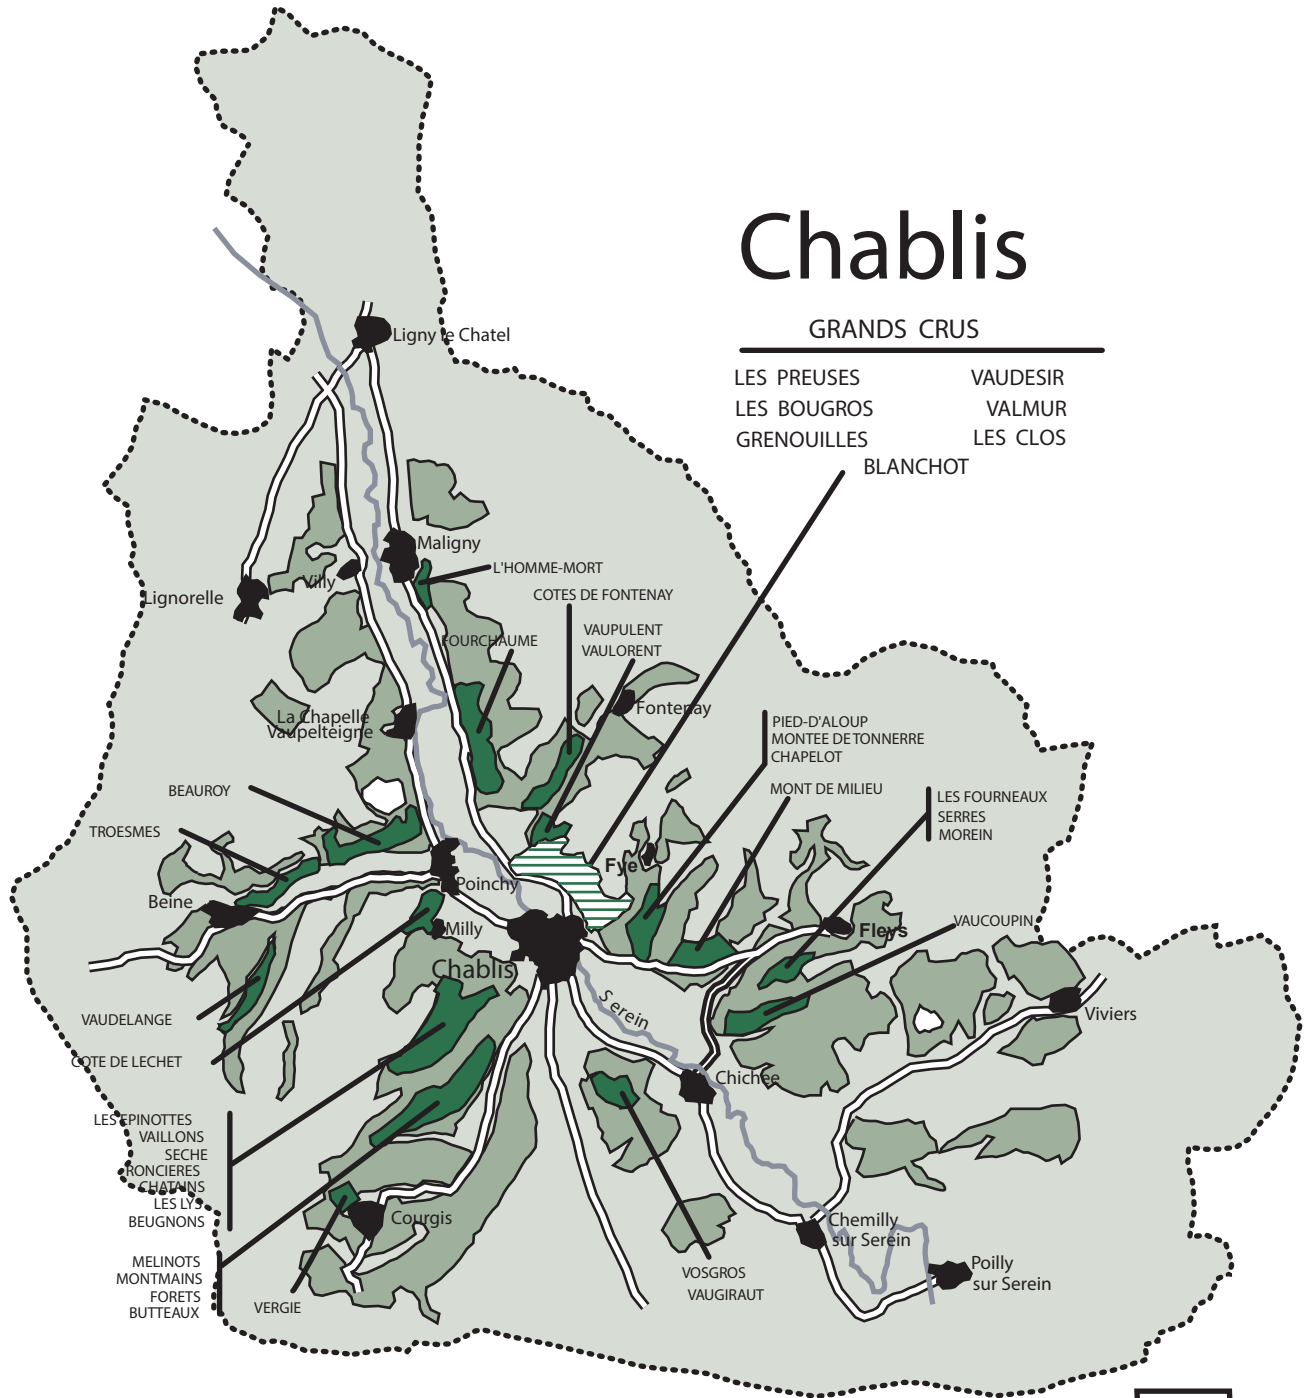 Chablis
GRANDS CRUS
LES PREUSES VAUDESIR
LES BOUGROS VALMUR
GRENOUILLES LES CLOS
BLANCHOT
Ligny le Chatel
Maligny
L'HOMME-MORT
Villy
Lignorelle
COTES DE FONTENAY
FOURCHAUME
VAUPULENT
VAULORENT
La Chapelle
Vaupelteigne
Fontenay
PIED-D'ALOUP
MONTEE DE TONNERRE
CHAPELOT
BEAUROY
MONT DE MILIEU
LES FOURNEAUX
SERRES
MOREIN
TROESMES
Fye
Poinchy
Beine
Milly
Fleys
VAUCOUPIN
Chablis
Serein
VAUDELANGE
Viviers
COTE DE LECHET
Chichee
LES EPINOTTES
VAILLONS
SECHE
RONCIERES
CHATAINS
LES LYS
BEUGNONS
Courgis
Chemilly
sur Serein
MELINOTS
MONTMAINS
FORETS
BUTTEAUX
VERGIE
VOSGROS
VAUGIRAUT
Poilly
sur Serein